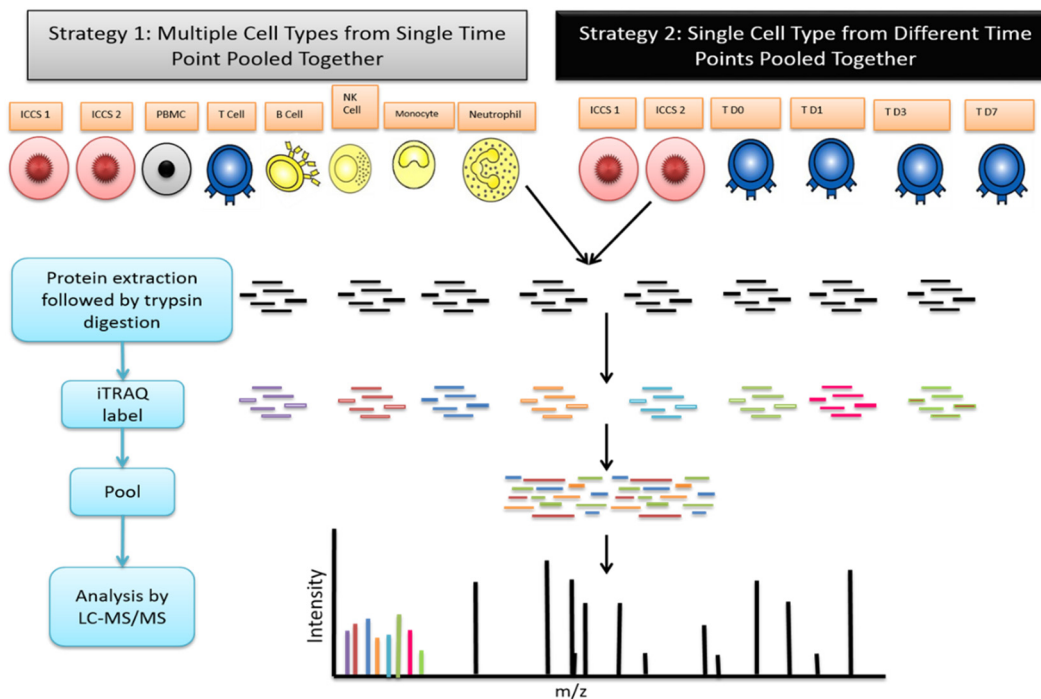 Strategy 1: Multiple Cell Types from Single Time
Point Pooled Together
Strategy 2: Single Cell Type from Different Time
Points Pooled Together
ICCS 1
ICCS 2
PBMC
T Cell
B Cell
NK
Cell
Monocyte
Neutrophil
ICCS 1
ICCS 2
T D0
T D1
T D3
T D7
Protein extraction
followed by trypsin
digestion
iTRAQ
label
Pool
Analysis by
LC-MS/MS
Intensity
m/z